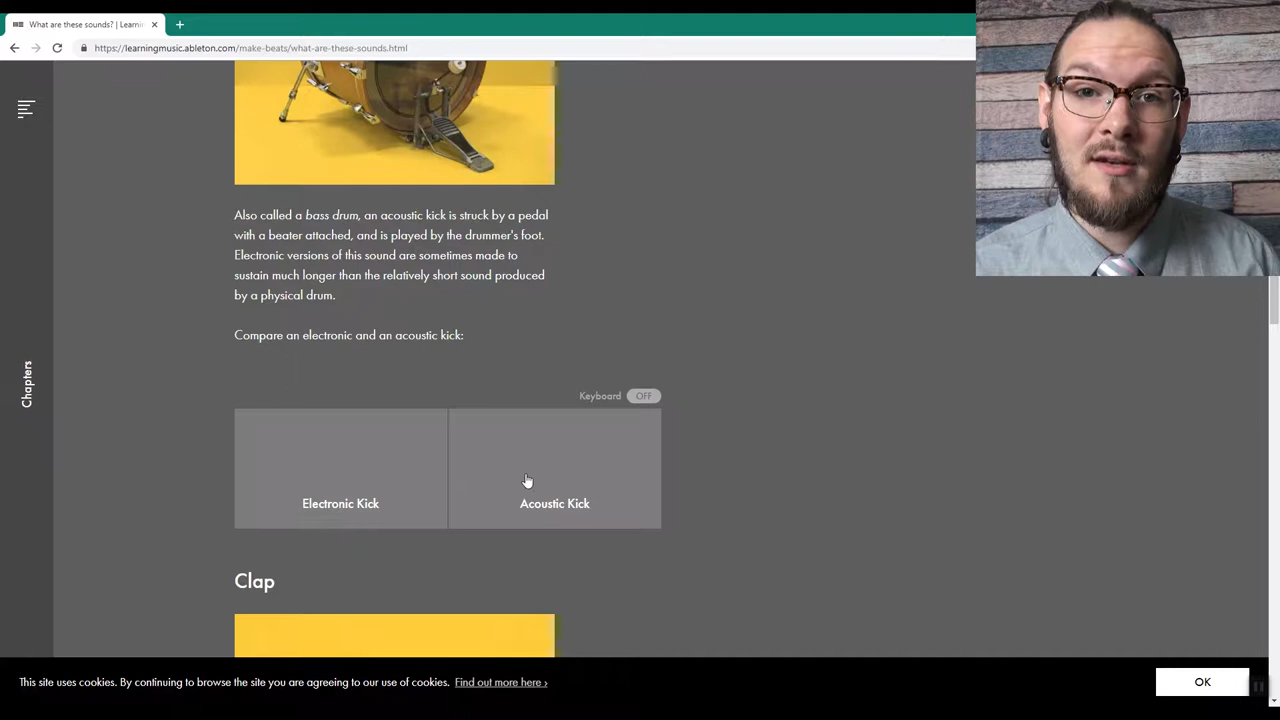 What are these sounds? | Learni
https://learningmusic.ableton.com/make-beats/what-are-these-sounds.html
Also called a bass drum, an acoustic kick is struck by a pedal
with a beater attached, and is played by the drummer's foot.
Electronic versions of this sound are sometimes made to
sustain much longer than the relatively short sound produced
by a physical drum.
Compare an electronic and an acoustic kick:
Chapters
Keyboard OFF
Electronic Kick
Acoustic Kick
Clap
This site uses cookies. By continuing to browse the site you are agreeing to our use of cookies. Find out more here ›
OK